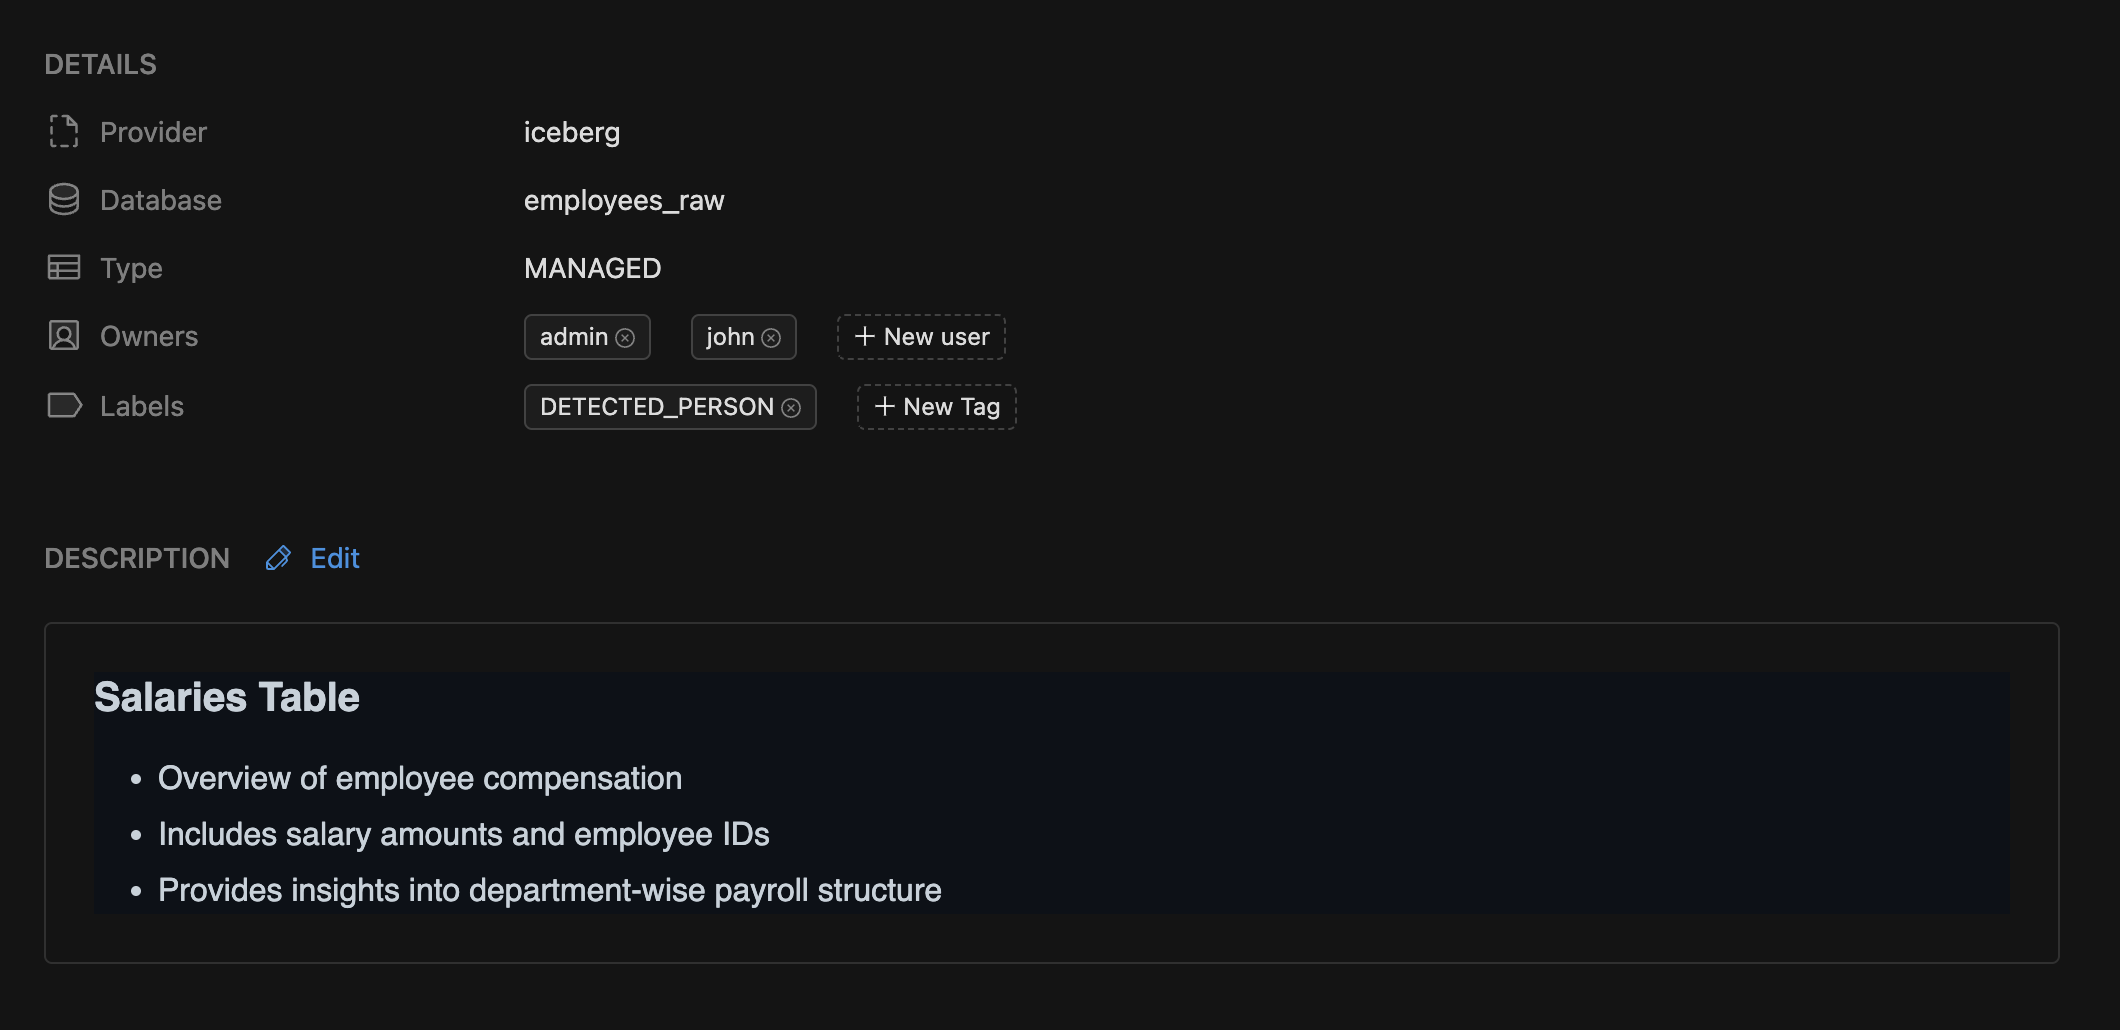 DETAILS
Provider iceberg
Database employees_raw
Type MANAGED
Owners admin john + New user
Labels DETECTED_PERSON + New Tag
DESCRIPTION Edit
Salaries Table
• Overview of employee compensation
• Includes salary amounts and employee IDs
• Provides insights into department-wise payroll structure